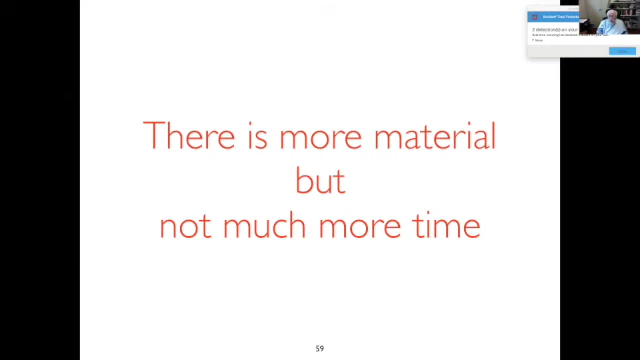 There is more material
but
not much more time
59